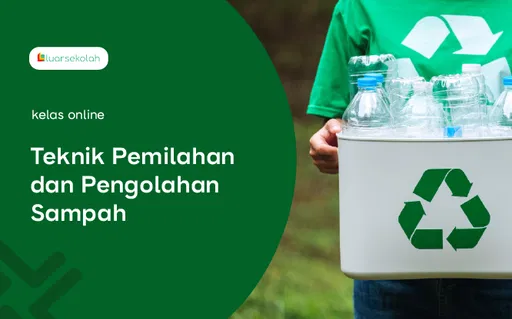 luarsekolah
kelas online
Teknik Pemilahan
dan Pengolahan
Sampah